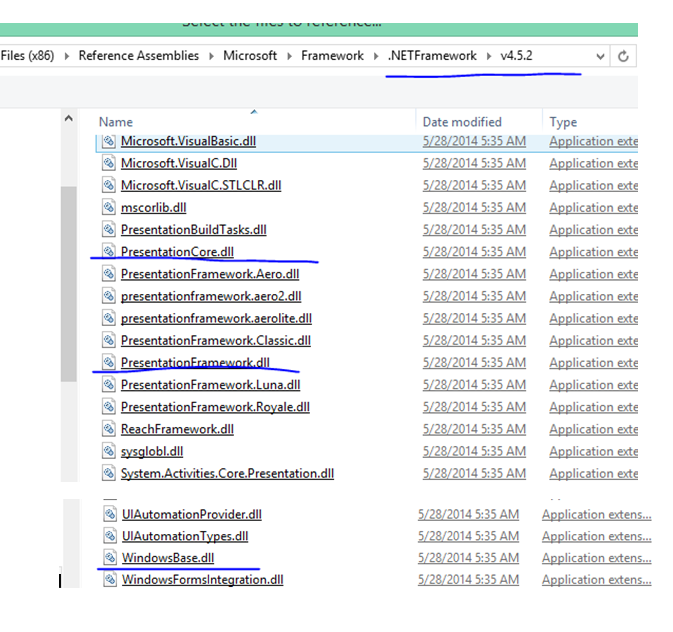 Select the files to reference...
Files (x86) Reference Assemblies Microsoft Framework .NETFramework v4.5.2
Name Date modified Type
Microsoft.VisualBasic.dll 5/28/2014 5:35 AM Application exte
Microsoft.VisualC.Dll 5/28/2014 5:35 AM Application exte
Microsoft.VisualC.STLCLR.dll 5/28/2014 5:35 AM Application exte
mscorlib.dll 5/28/2014 5:35 AM Application exte
PresentationBuildTasks.dll 5/28/2014 5:35 AM Application exte
PresentationCore.dll 5/28/2014 5:35 AM Application exte
PresentationFramework.Aero.dll 5/28/2014 5:35 AM Application exte
presentationframework.aero2.dll 5/28/2014 5:35 AM Application exte
presentationframework.aerolite.dll 5/28/2014 5:35 AM Application exte
PresentationFramework.Classic.dll 5/28/2014 5:35 AM Application exte
PresentationFramework.dll 5/28/2014 5:35 AM Application exte
PresentationFramework.Luna.dll 5/28/2014 5:35 AM Application exte
PresentationFramework.Royale.dll 5/28/2014 5:35 AM Application exte
ReachFramework.dll 5/28/2014 5:35 AM Application exte
sysglobl.dll 5/28/2014 5:35 AM Application exte
System.Activities.Core.Presentation.dll 5/28/2014 5:35 AM Application exte
UIAutomationProvider.dll 5/28/2014 5:35 AM Application extens...
UIAutomationTypes.dll 5/28/2014 5:35 AM Application extens...
WindowsBase.dll 5/28/2014 5:35 AM Application extens...
WindowsFormsIntegration.dll 5/28/2014 5:35 AM Application extens...